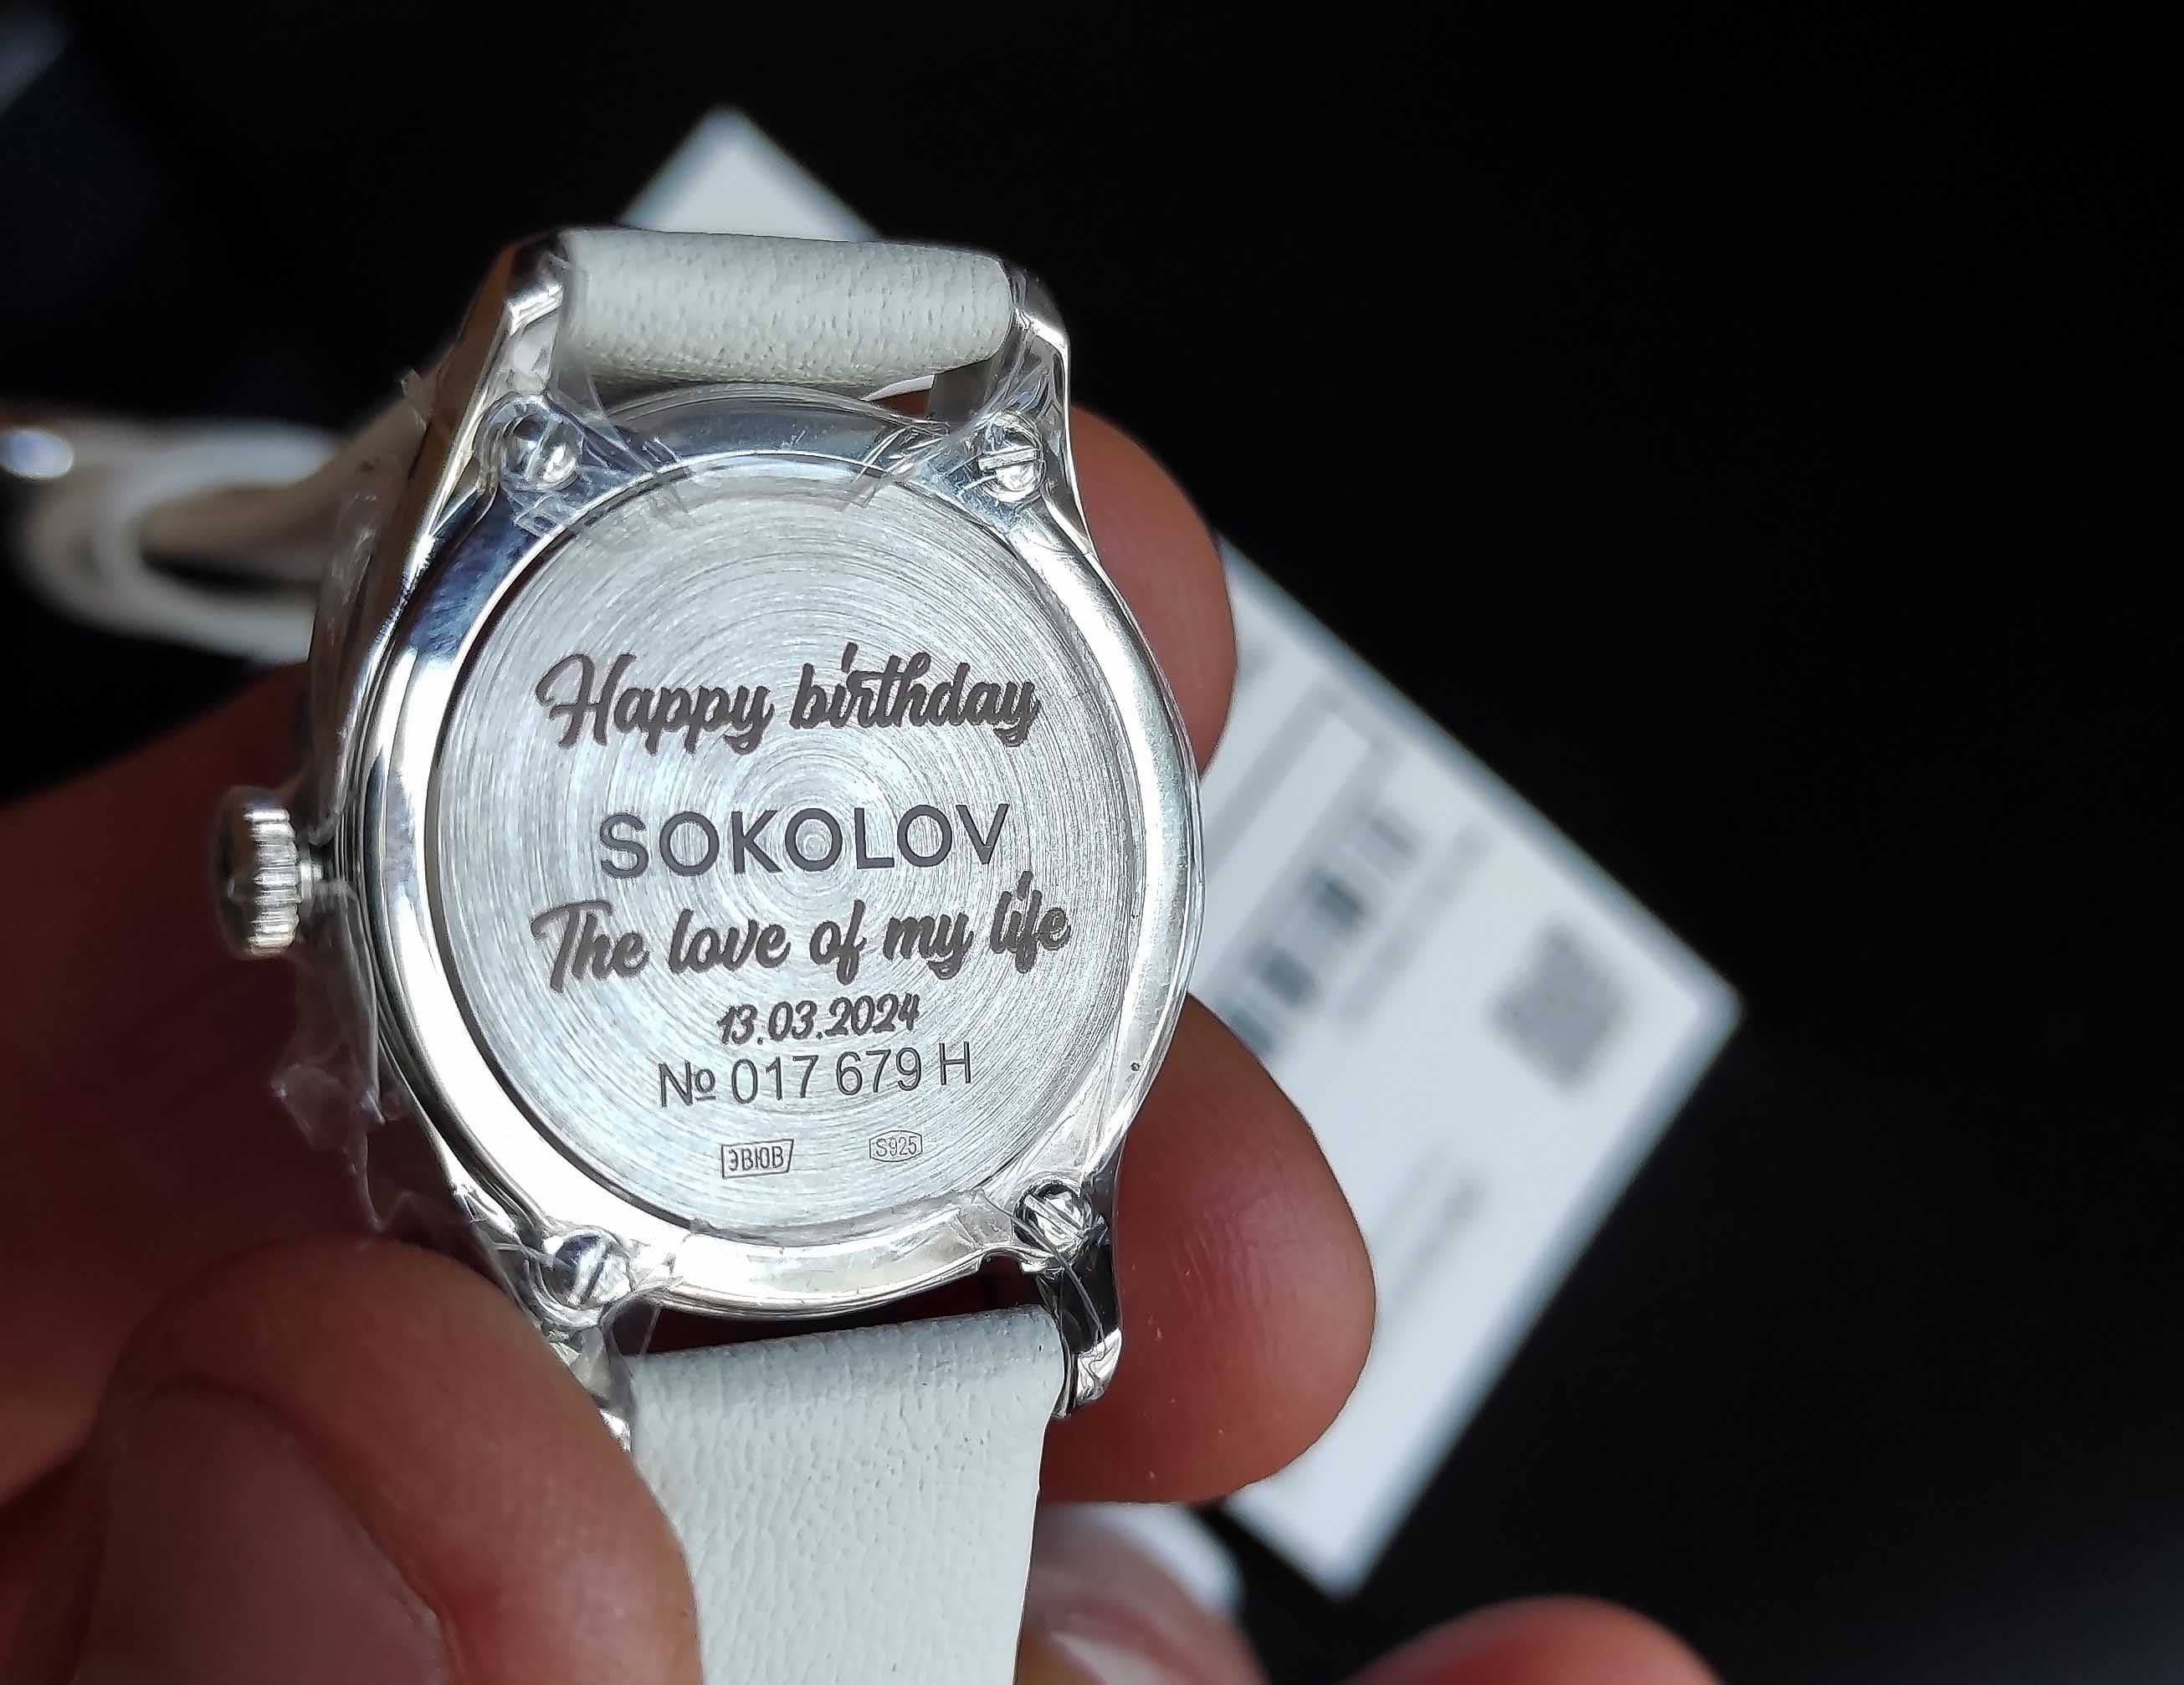 Happy birthday
SOKOLOV
The love of my life
13.03.2024
№ 017 679 H
ЭВЮВ S925